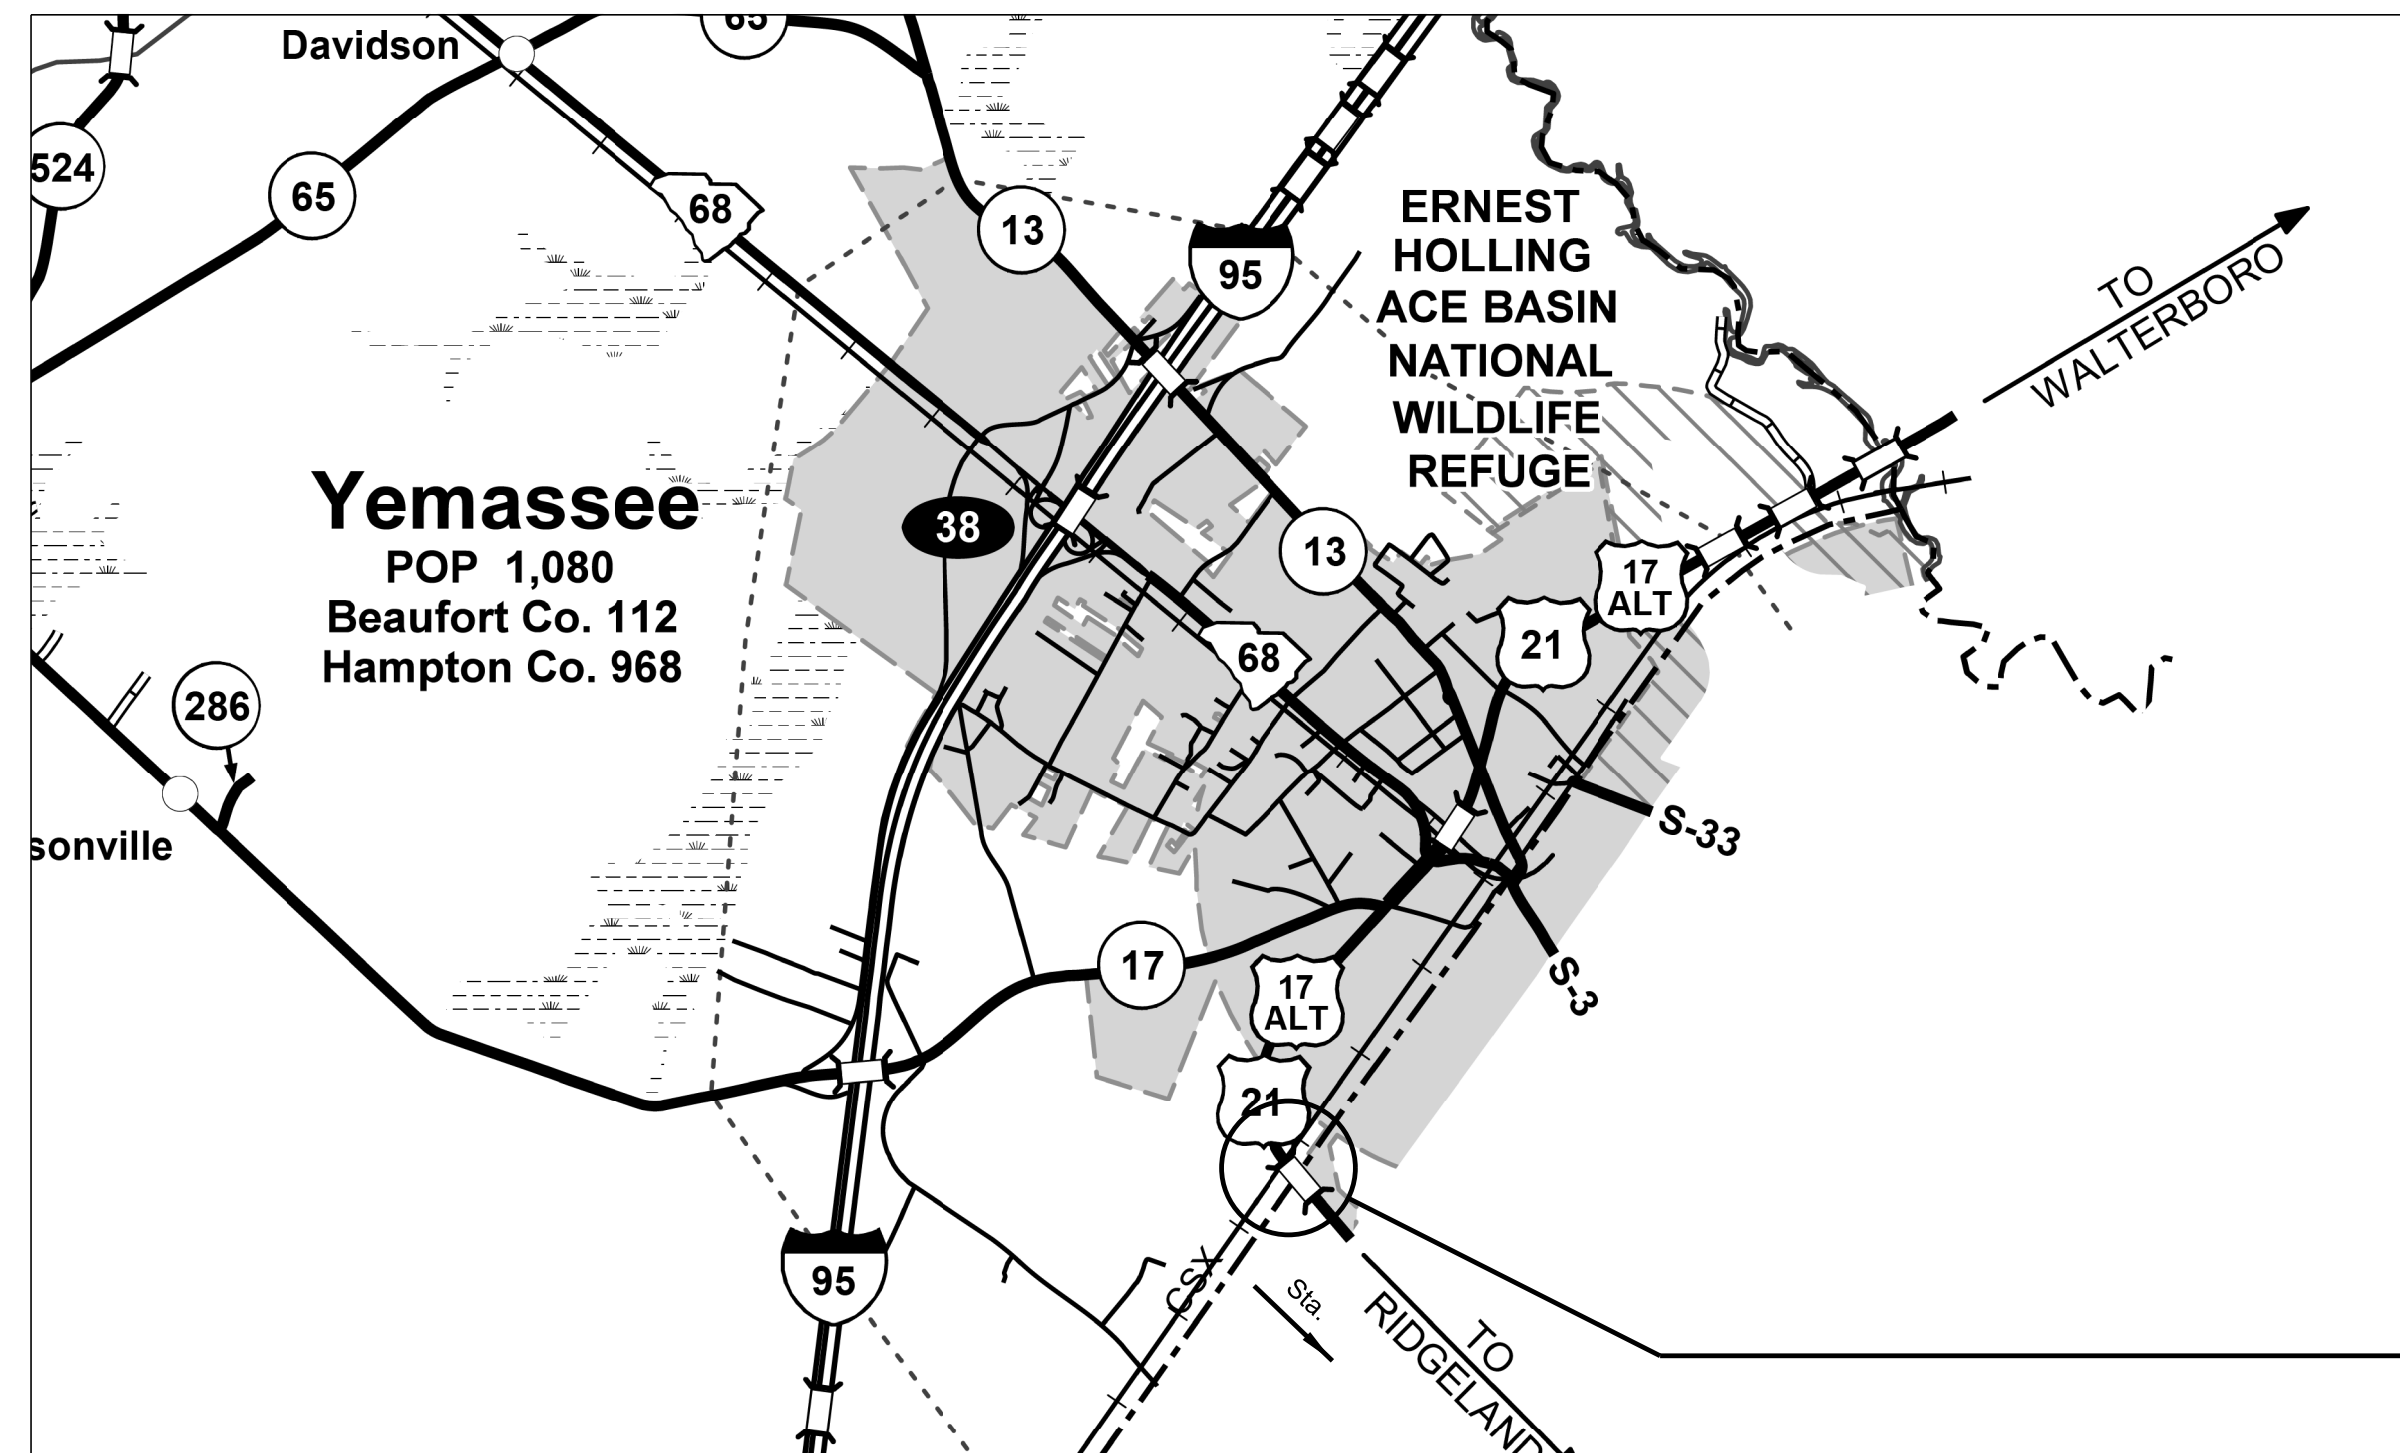 65
Davidson
524
65
68
13
95
ERNEST
HOLLING
ACE BASIN
NATIONAL
WILDLIFE
REFUGE
TO
WALTERBORO
Yemassee
POP 1,080
Beaufort Co. 112
Hampton Co. 968
38
13
17
ALT
21
68
286
sonville
S-33
17
S-3
17
ALT
21
95
CSX
Sta.
TO
RIDGELAND